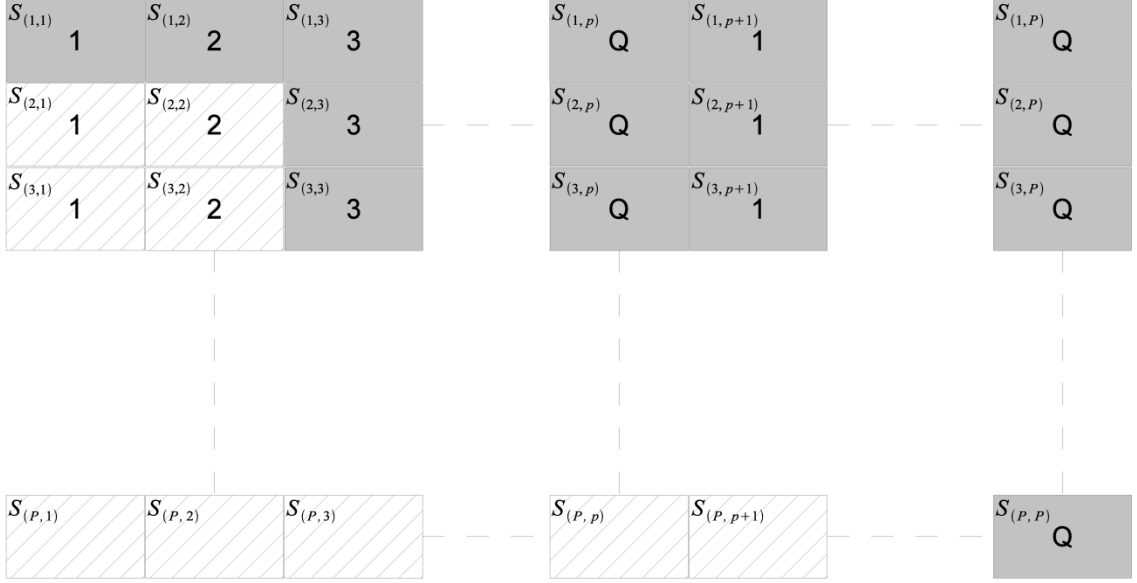 S(1,1) S(1,2) S(1,3) S(1,p) S(1,p+1) S(1,P)
1 2 3 Q 1 Q
S(2,1) S(2,2) S(2,3) S(2,p) S(2,p+1) S(2,P)
1 2 3 Q 1 Q
S(3,1) S(3,2) S(3,3) S(3,p) S(3,p+1) S(3,P)
1 2 3 Q 1 Q
S(P,1) S(P,2) S(P,3) S(P,p) S(P,p+1) S(P,P)
Q